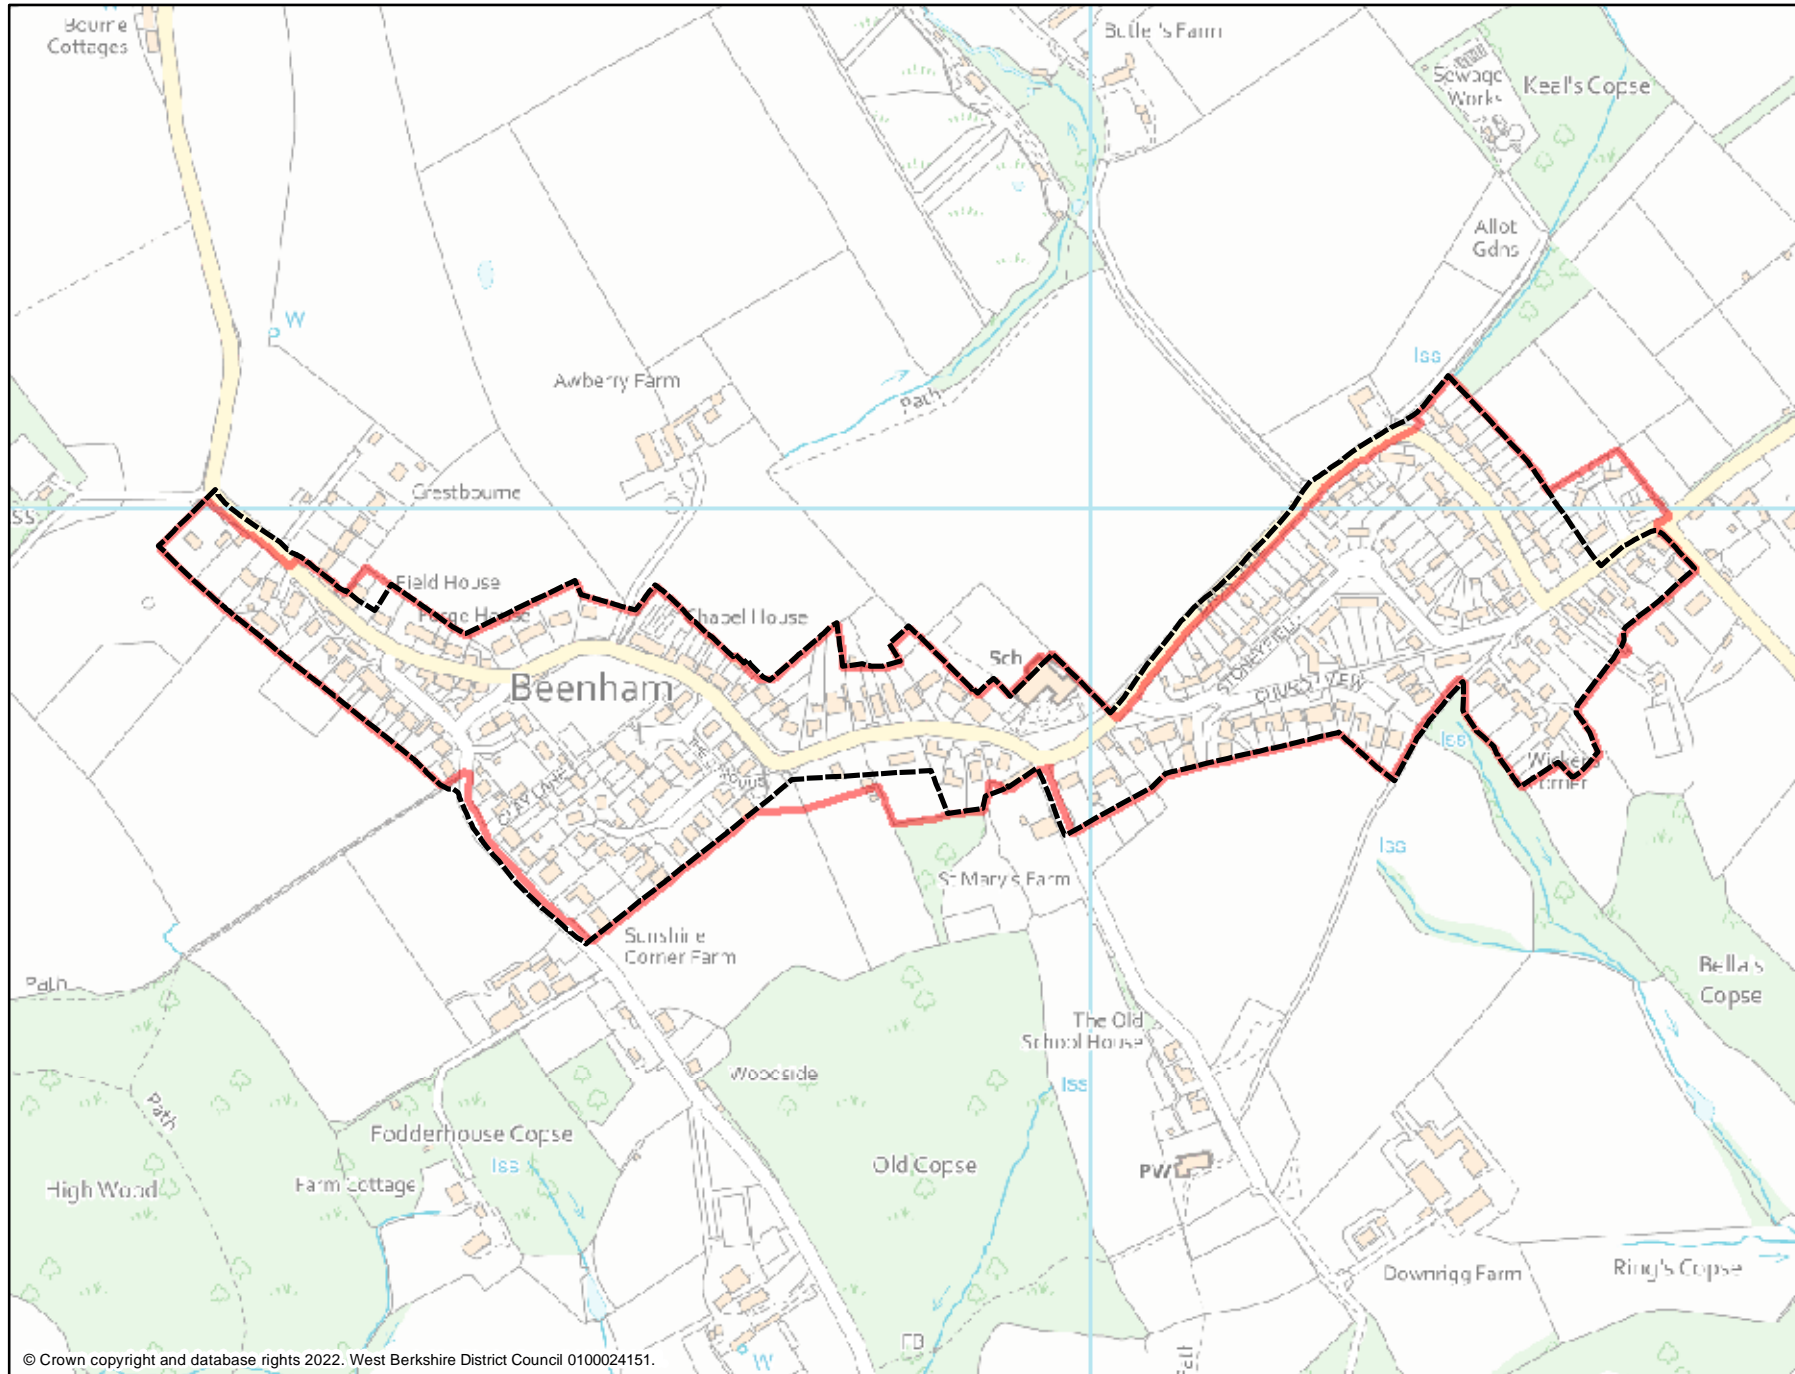 Bourne
Cottages
Butler's Farm
Sewage
Works
Keal's Copse
Allot
Gdns
W
Iss
Awberry Farm
Path
Crestbourne
Field House
Chapel House
Sch
Beenham
STONEYFIELD
CHURCH VIEW
CLAY LANE
Iss
Iss
St Mary's Farm
Sunshine
Corner Farm
Path
Bella's
Copse
The Old
School House
Woodside
Iss
Path
Fodderhouse Copse
Iss
Old Copse
PW
High Wood
Farm Cottage
Downrigg Farm
Ring's Copse
FB
Path
W
© Crown copyright and database rights 2022. West Berkshire District Council 0100024151.